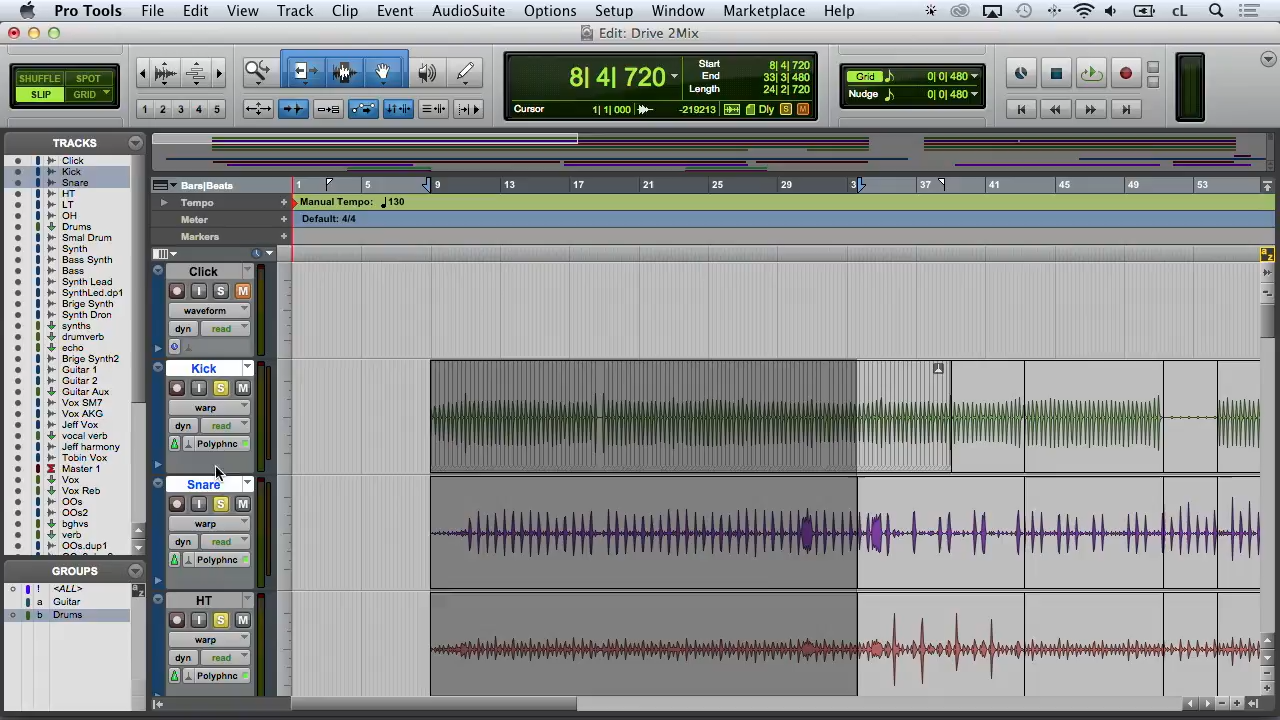 Pro Tools File Edit View Track Clip Event AudioSuite Options Setup Window Marketplace Help cL
Edit: Drive 2Mix
SHUFFLE SPOT
SLIP GRID
1 2 3 4 5
8| 4| 720
Start 8| 4| 720
End 33| 3| 480
Length 24| 2| 720
Cursor 1| 1| 000 -219213 Dly S M
Grid 0| 0| 480
Nudge 0| 0| 480
TRACKS
Click
Kick
Snare
HT
LT
OH
Drums
Smal Drum
Synth
Bass Synth
Bass
Synth Lead
SynthLed.dp1
Brige Synth
Synth Dron
synths
drumverb
echo
Brige Synth2
Guitar 1
Guitar 2
Guitar Aux
Vox SM7
Vox AKG
Jeff Vox
vocal verb
Jeff harmony
Tobin Vox
Master 1
Vox
Vox Reb
OOs
OOs2
bghvs
verb
OOs.dup1
GROUPS
! <ALL>
a Guitar
b Drums
a z
Bars|Beats 1 5 9 13 17 21 25 29 3 37 41 45 49 53
Tempo + Manual Tempo: 130
Meter + Default: 4/4
Markers +
a z
Click
I S M
waveform
dyn read
Kick
I S M
warp
dyn read
Polyphnc
Snare
I S M
warp
dyn read
Polyphnc
HT
I S M
warp
dyn read
Polyphnc